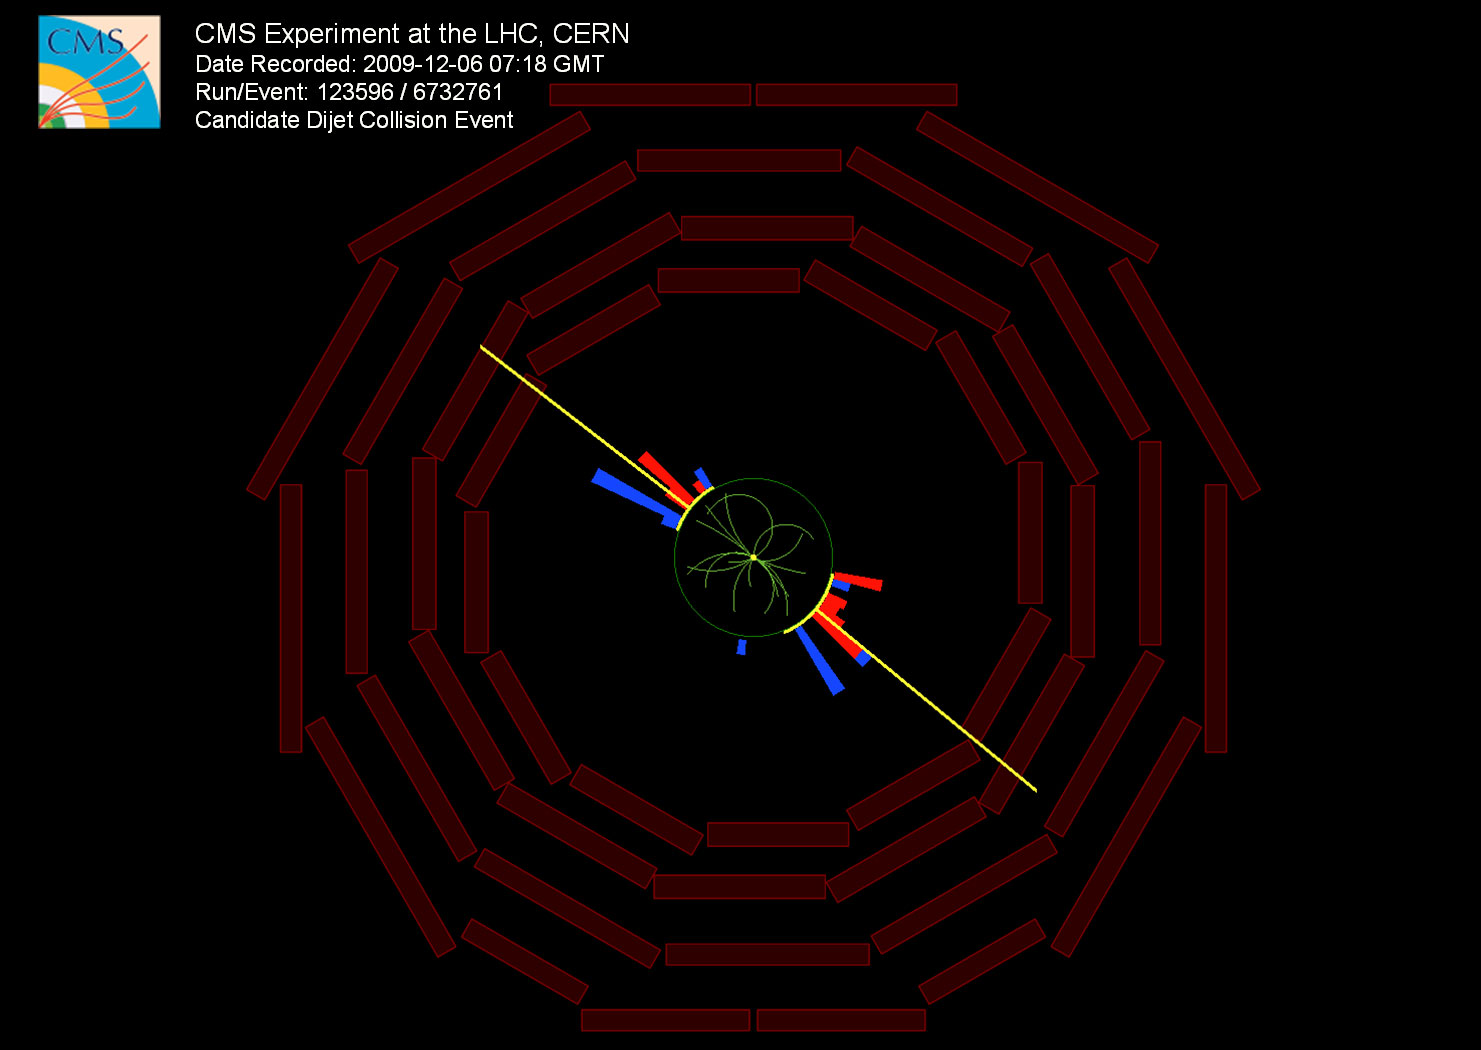 CMS
CMS Experiment at the LHC, CERN
Date Recorded: 2009-12-06 07:18 GMT
Run/Event: 123596 / 6732761
Candidate Dijet Collision Event